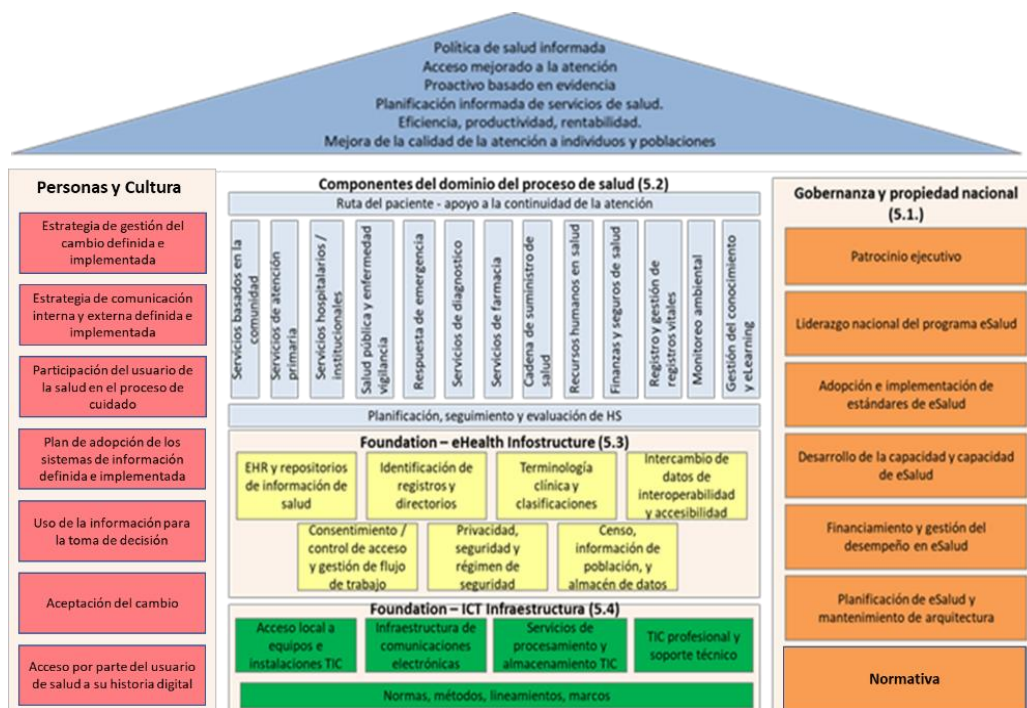 Política de salud informada
Acceso mejorado a la atención
Proactivo basado en evidencia
Planificación informada de servicios de salud.
Eficiencia, productividad, rentabilidad.
Mejora de la calidad de la atención a individuos y poblaciones
Personas y Cultura
Estrategia de gestión del
cambio definida e
implementada
Estrategia de comunicación
interna y externa definida e
implementada
Participación del usuario de
la salud en el proceso de
cuidado
Plan de adopción de los
sistemas de información
definida e implementada
Uso de la información para
la toma de decisión
Aceptación del cambio
Acceso por parte del usuario
de salud a su historia digital
Componentes del dominio del proceso de salud (5.2)
Ruta del paciente - apoyo a la continuidad de la atención
Servicios basados en la
comunidad
Servicios de atención
primaria
Servicios hospitalarios /
institucionales
Salud pública y enfermedad
vigilancia
Respuesta de emergencia
Servicios de diagnostico
Servicios de farmacia
Cadena de suministro de
salud
Recursos humanos en salud
Finanzas y seguros de salud
Registro y gestión de
registros vitales
Monitoreo ambiental
Gestión del conocimiento
y eLearning
Planificación, seguimiento y evaluación de HS
Foundation – eHealth Infostructure (5.3)
EHR y repositorios
de información de
salud
Identificación de
registros y
directorios
Terminología
clínica y
clasificaciones
Intercambio de
datos de
interoperabilidad
y accesibilidad
Consentimiento /
control de acceso
y gestión de flujo
de trabajo
Privacidad,
seguridad y
régimen de
seguridad
Censo,
información de
población, y
almacén de datos
Foundation – ICT Infraestructura (5.4)
Acceso local a
equipos e
instalaciones TIC
Infraestructura de
comunicaciones
electrónicas
Servicios de
procesamiento y
almacenamiento TIC
TIC profesional y
soporte técnico
Normas, métodos, lineamientos, marcos
Gobernanza y propiedad nacional
(5.1.)
Patrocinio ejecutivo
Liderazgo nacional del programa eSalud
Adopción e implementación de
estándares de eSalud
Desarrollo de la capacidad y capacidad
de eSalud
Financiamiento y gestión del
desempeño en eSalud
Planificación de eSalud y
mantenimiento de arquitectura
Normativa